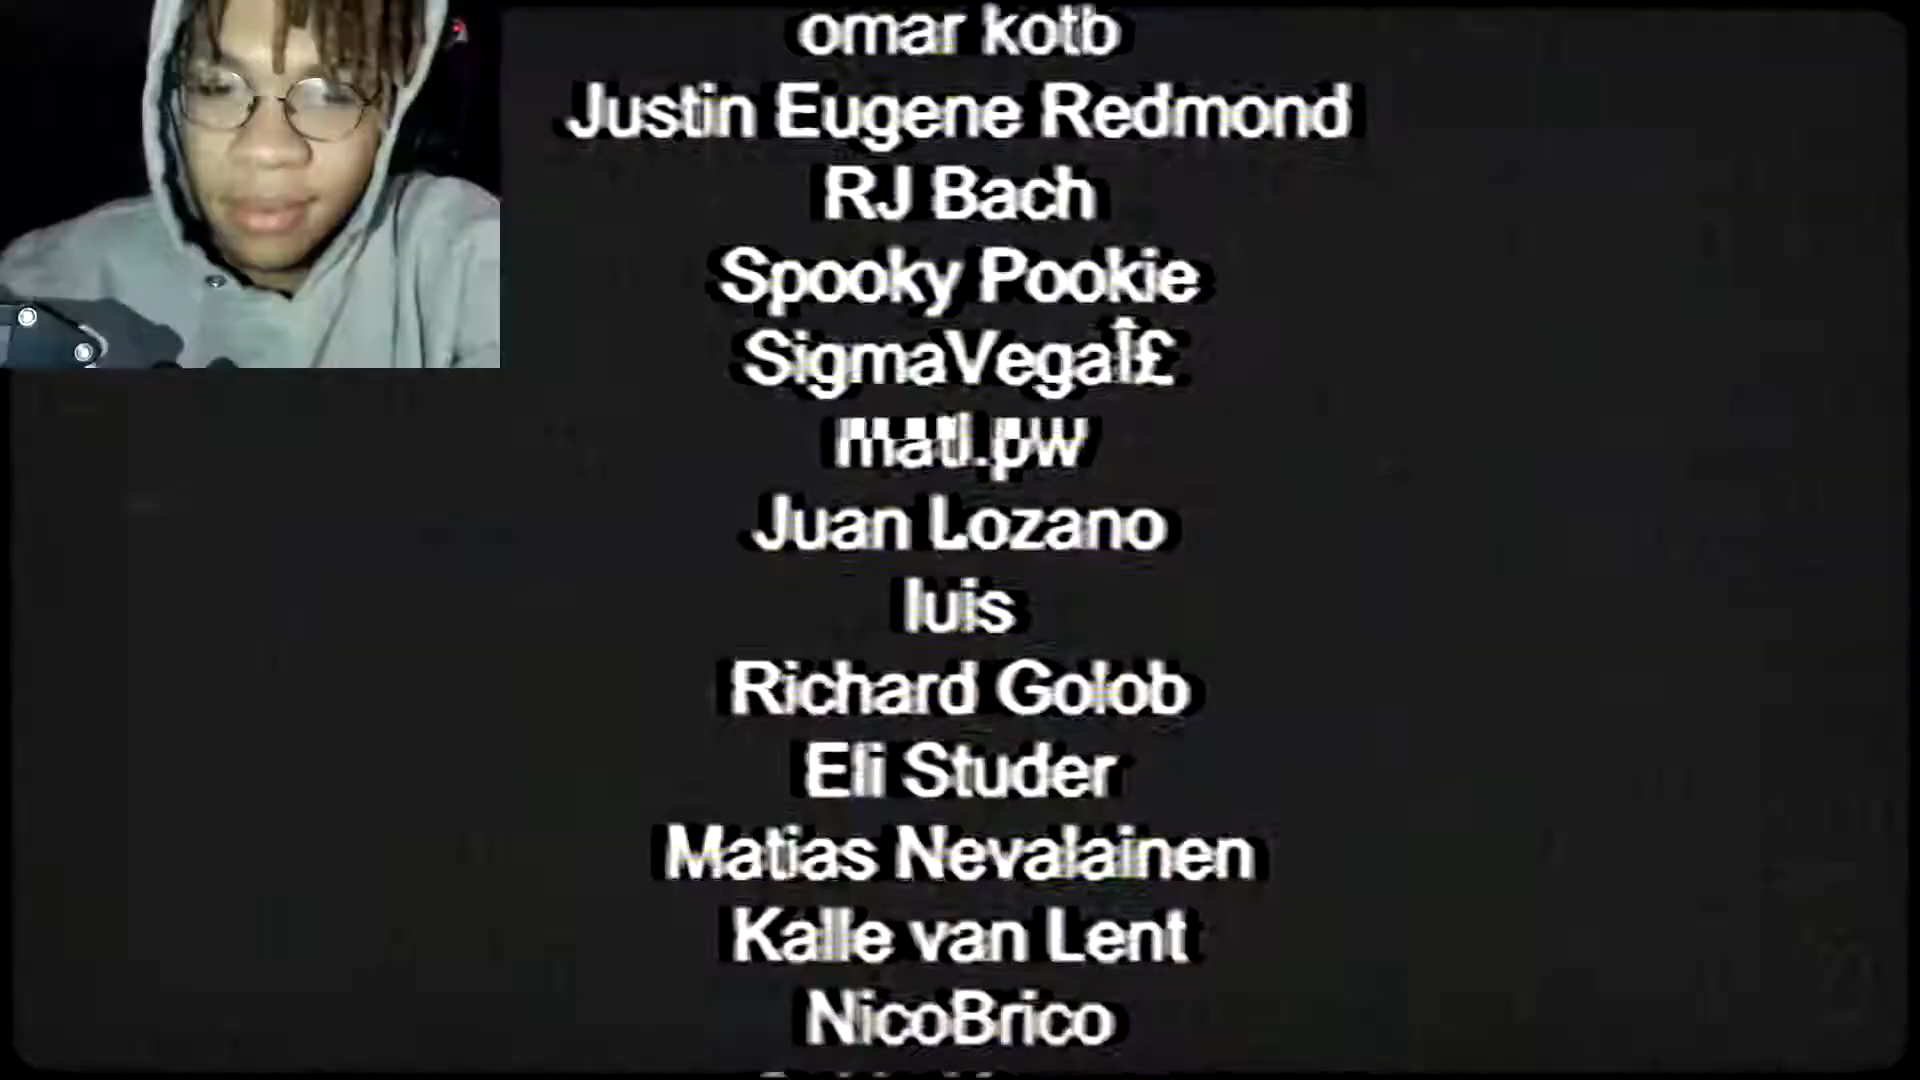 omar kotb
Justin Eugene Redmond
RJ Bach
Spooky Pookie
SigmaVegaÎ£
matl.pw
Juan Lozano
luis
Richard Golob
Eli Studer
Matias Nevalainen
Kalle van Lent
NicoBrico